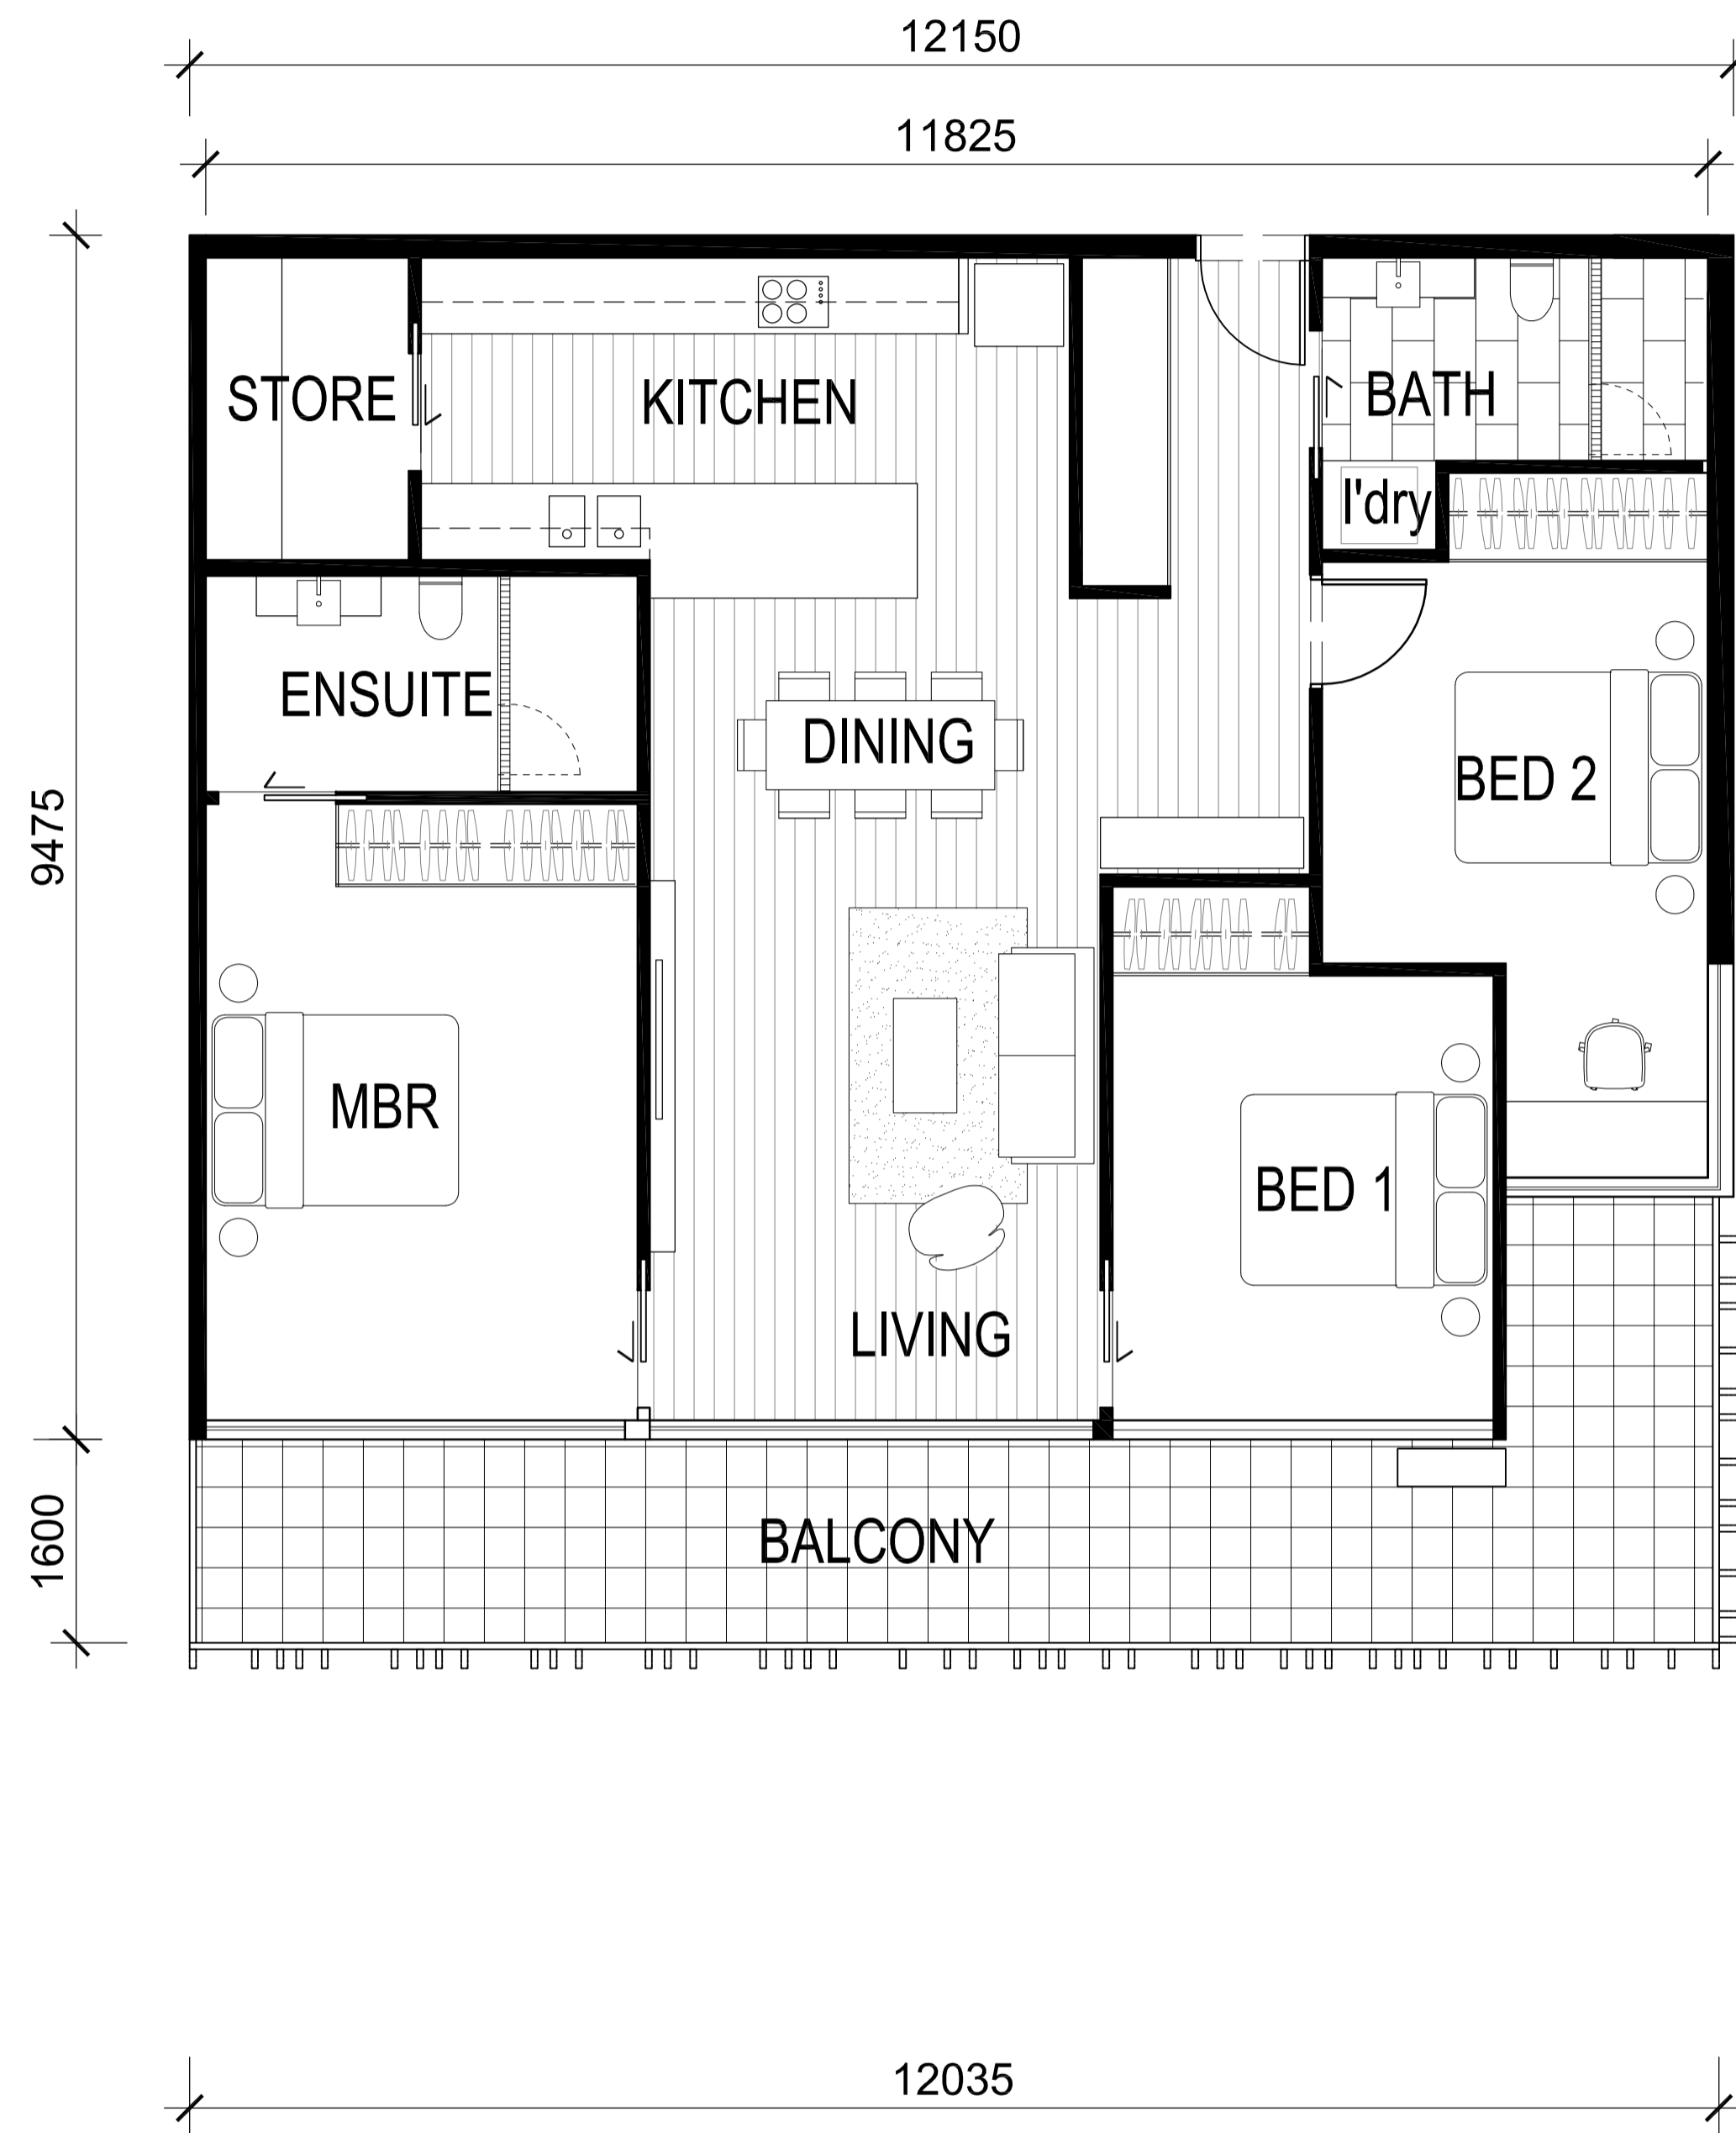 12150
11825
STORE
KITCHEN
BATH
l'dry
ENSUITE
DINING
BED 2
9475
MBR
BED 1
LIVING
1600
BALCONY
12035